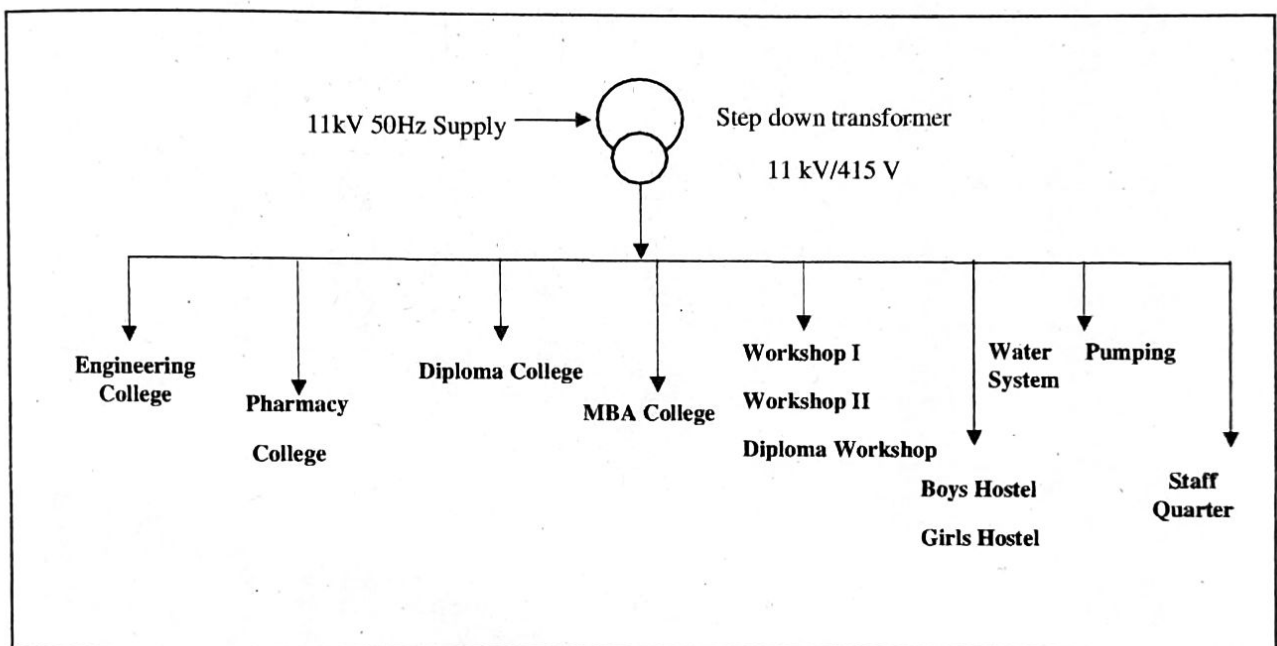 11kV 50Hz Supply
Step down transformer
11 kV/415 V
Engineering
College
Pharmacy
College
Diploma College
MBA College
Workshop I
Workshop II
Diploma Workshop
Boys Hostel
Girls Hostel
Water Pumping
System
Staff
Quarter